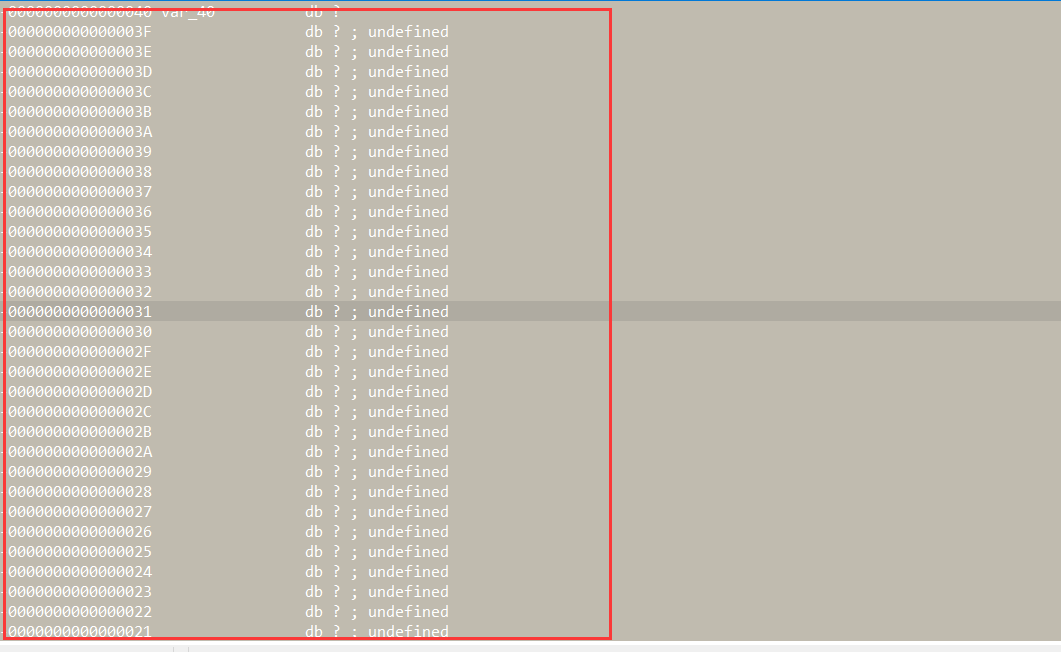 -0000000000000040 var_40 db ?
-000000000000003F db ? ; undefined
-000000000000003E db ? ; undefined
-000000000000003D db ? ; undefined
-000000000000003C db ? ; undefined
-000000000000003B db ? ; undefined
-000000000000003A db ? ; undefined
-0000000000000039 db ? ; undefined
-0000000000000038 db ? ; undefined
-0000000000000037 db ? ; undefined
-0000000000000036 db ? ; undefined
-0000000000000035 db ? ; undefined
-0000000000000034 db ? ; undefined
-0000000000000033 db ? ; undefined
-0000000000000032 db ? ; undefined
-0000000000000031 db ? ; undefined
-0000000000000030 db ? ; undefined
-000000000000002F db ? ; undefined
-000000000000002E db ? ; undefined
-000000000000002D db ? ; undefined
-000000000000002C db ? ; undefined
-000000000000002B db ? ; undefined
-000000000000002A db ? ; undefined
-0000000000000029 db ? ; undefined
-0000000000000028 db ? ; undefined
-0000000000000027 db ? ; undefined
-0000000000000026 db ? ; undefined
-0000000000000025 db ? ; undefined
-0000000000000024 db ? ; undefined
-0000000000000023 db ? ; undefined
-0000000000000022 db ? ; undefined
-0000000000000021 db ? ; undefined